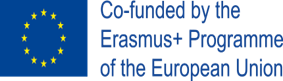 Co-funded by the
Erasmus+ Programme
of the European Union